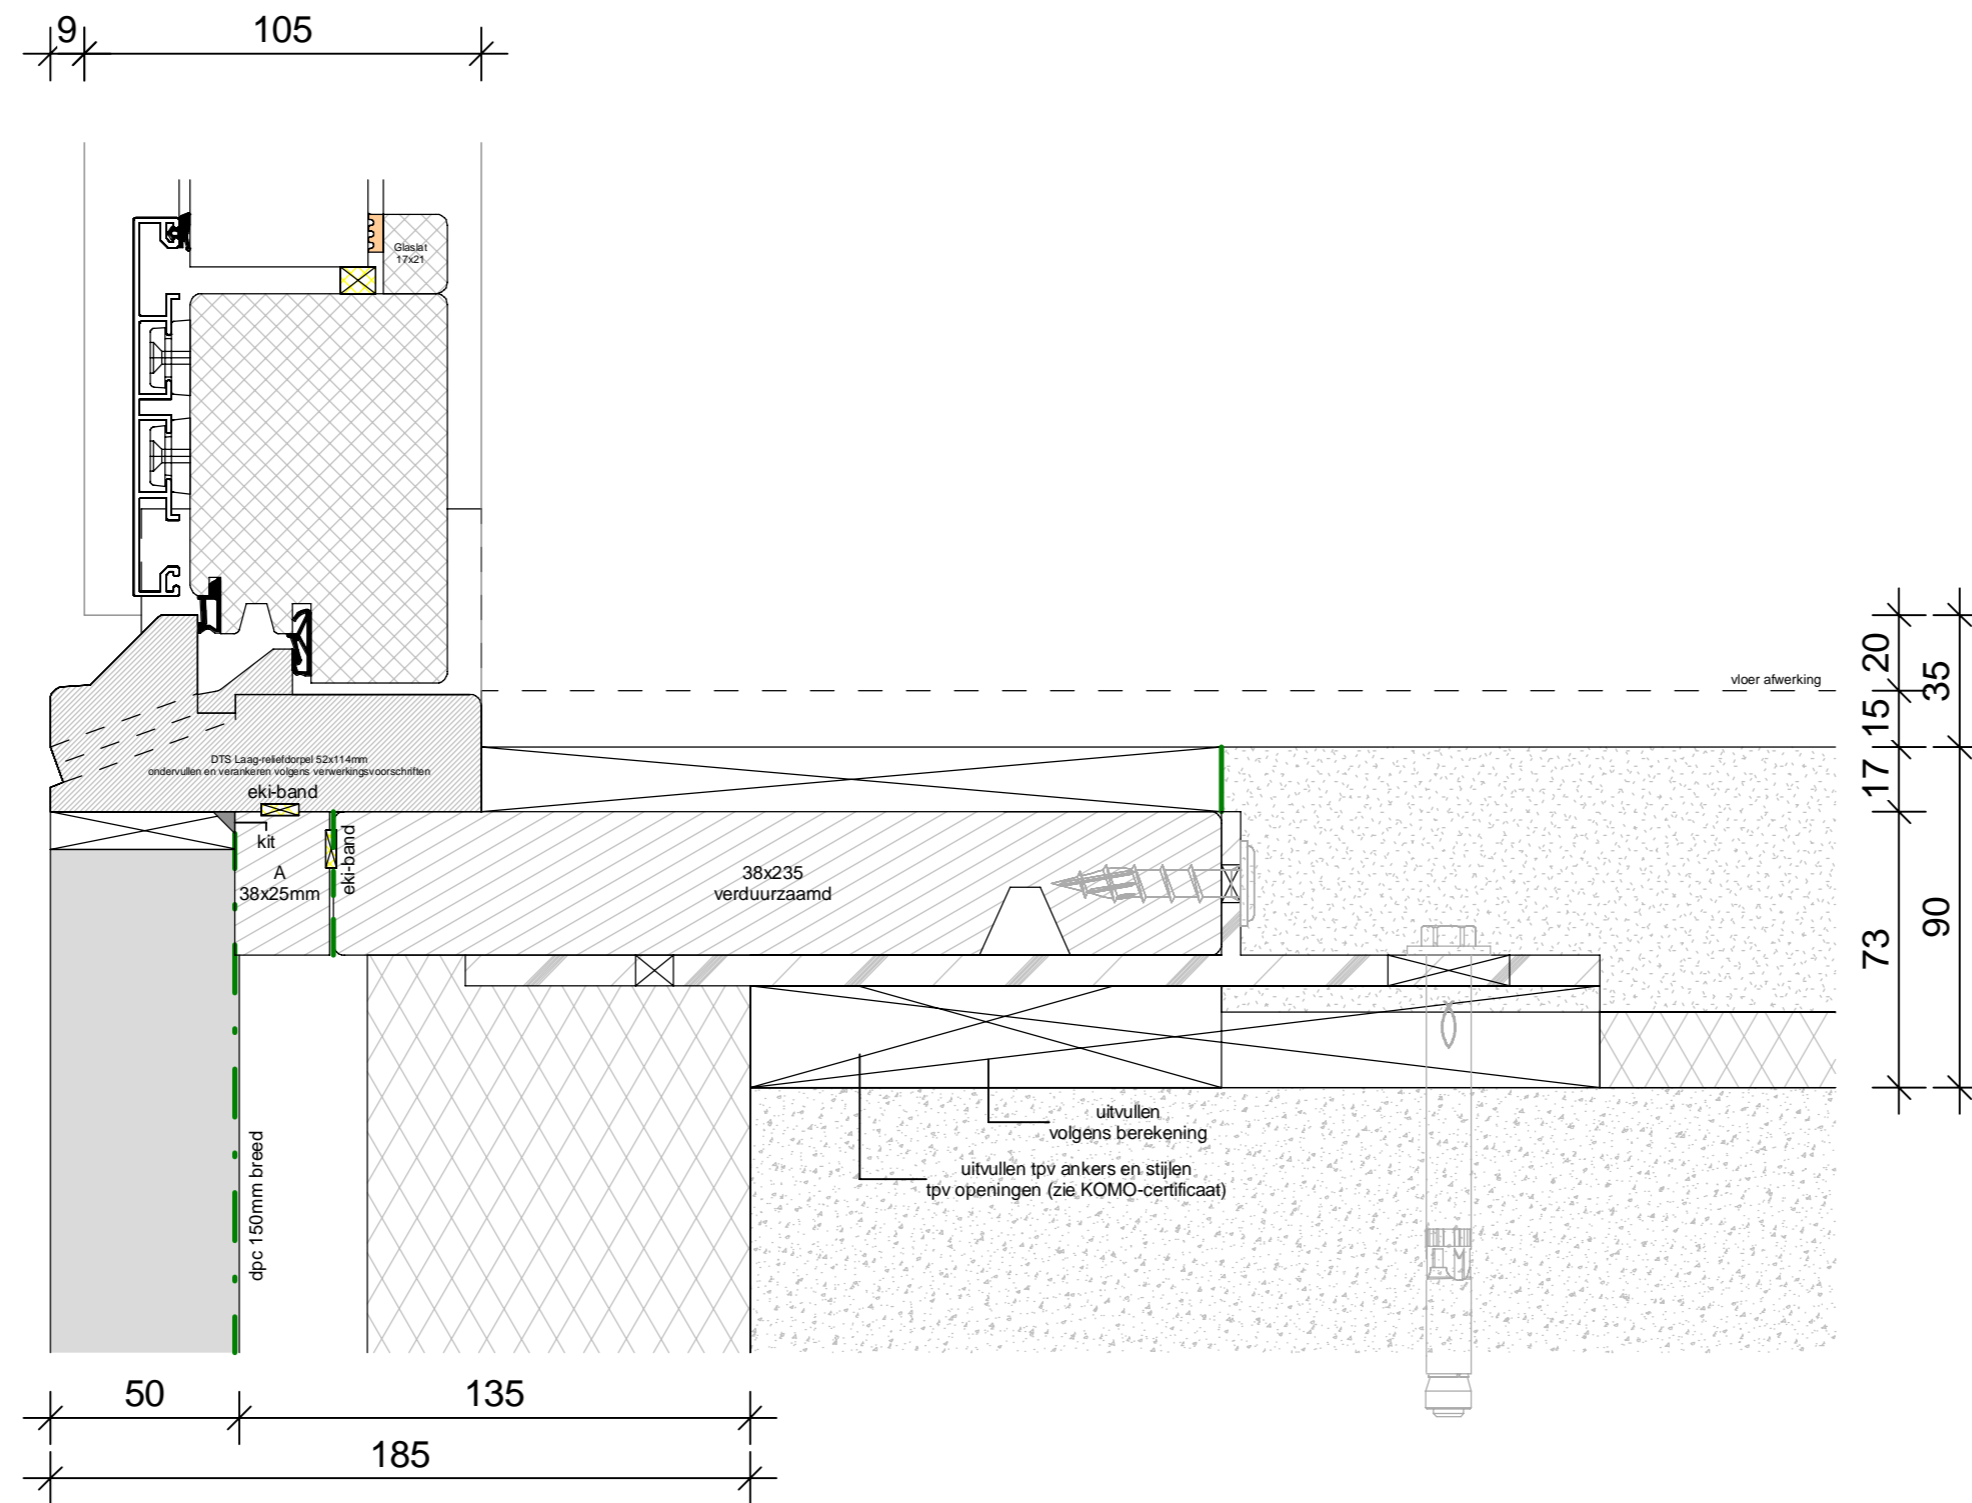 9
105
Glaslat
17x21
20
35
vloer afwerking
15
17
DTS Laag-reliëfdorpel 52x114mm
ondervullen en verankeren volgens verwerkingsvoorschriften
eki-band
kit
eki-band
A
38x25mm
38x235
verduurzaamd
73
90
uitvullen
volgens berekening
uitvullen tpv ankers en stijlen
tpv openingen (zie KOMO-certificaat)
dpc 150mm breed
50
135
185